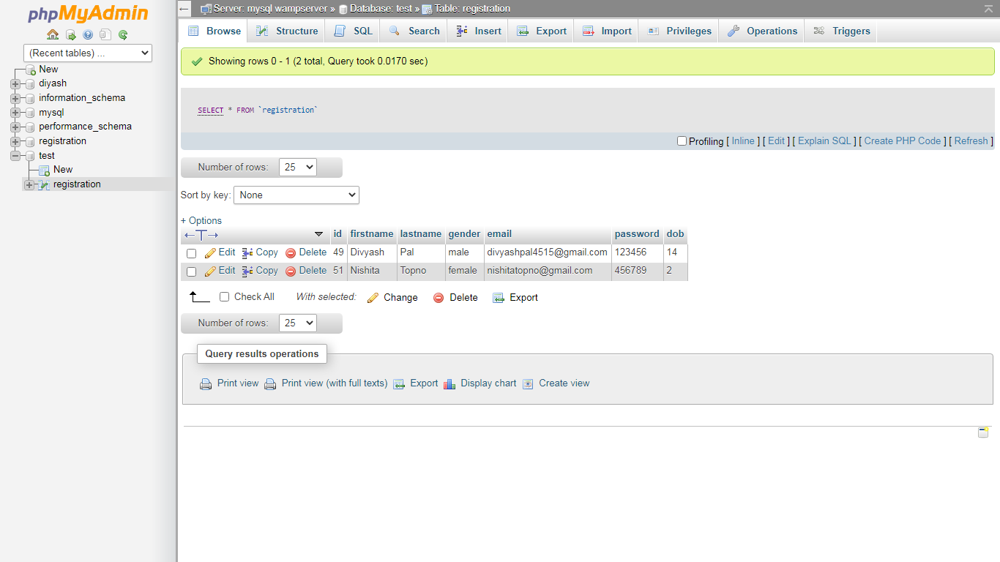 phpMyAdmin
(Recent tables) ...
New
diyash
information_schema
mysql
performance_schema
registration
test
New
registration
Server: mysql wampserver » Database: test » Table: registration
Browse Structure SQL Search Insert Export Import Privileges Operations Triggers
Showing rows 0 - 1 (2 total, Query took 0.0170 sec)
SELECT * FROM `registration`
Profiling [ Inline ] [ Edit ] [ Explain SQL ] [ Create PHP Code ] [ Refresh ]
Number of rows: 25
Sort by key: None
+ Options
←T→ id firstname lastname gender email password dob
Edit Copy Delete 49 Divyash Pal male divyashpal4515@gmail.com 123456 14
Edit Copy Delete 51 Nishita Topno female nishitatopno@gmail.com 456789 2
Check All With selected: Change Delete Export
Number of rows: 25
Query results operations
Print view Print view (with full texts) Export Display chart Create view